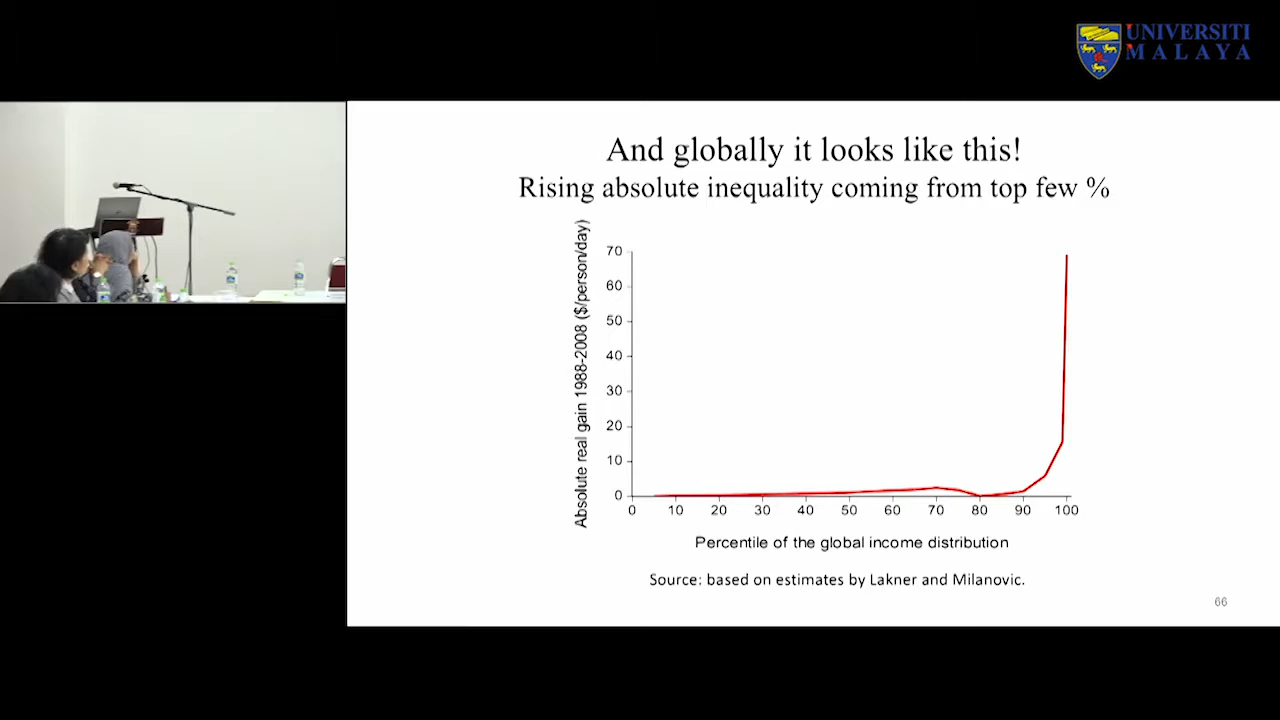 UNIVERSITI
MALAYA
And globally it looks like this!
Rising absolute inequality coming from top few %
Absolute real gain 1988-2008 ($/person/day)
70
60
50
40
30
20
10
0
0 10 20 30 40 50 60 70 80 90 100
Percentile of the global income distribution
Source: based on estimates by Lakner and Milanovic.
66